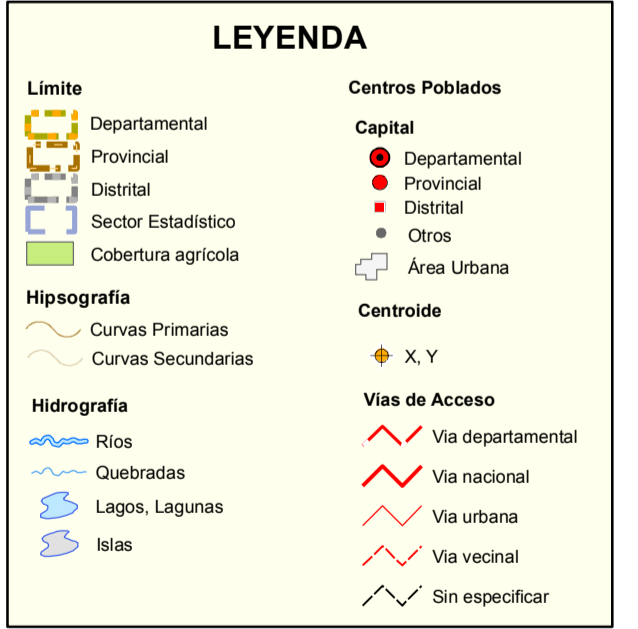 LEYENDA
Límite
Departamental
Provincial
Distrital
Sector Estadístico
Cobertura agrícola
Hipsografía
Curvas Primarias
Curvas Secundarias
Hidrografía
Ríos
Quebradas
Lagos, Lagunas
Islas
Centros Poblados
Capital
Departamental
Provincial
Distrital
Otros
Área Urbana
Centroide
X, Y
Vías de Acceso
Via departamental
Via nacional
Via urbana
Via vecinal
Sin especificar